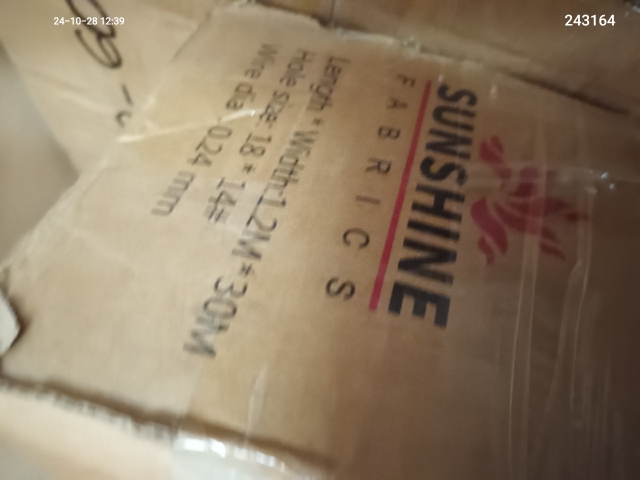 24-10-28 12:39
243164
SUNSHINE
FABRICS
Length * Width:1.2M*30M
Hole size: 18 * 14#
Wire dia :0.24 mm